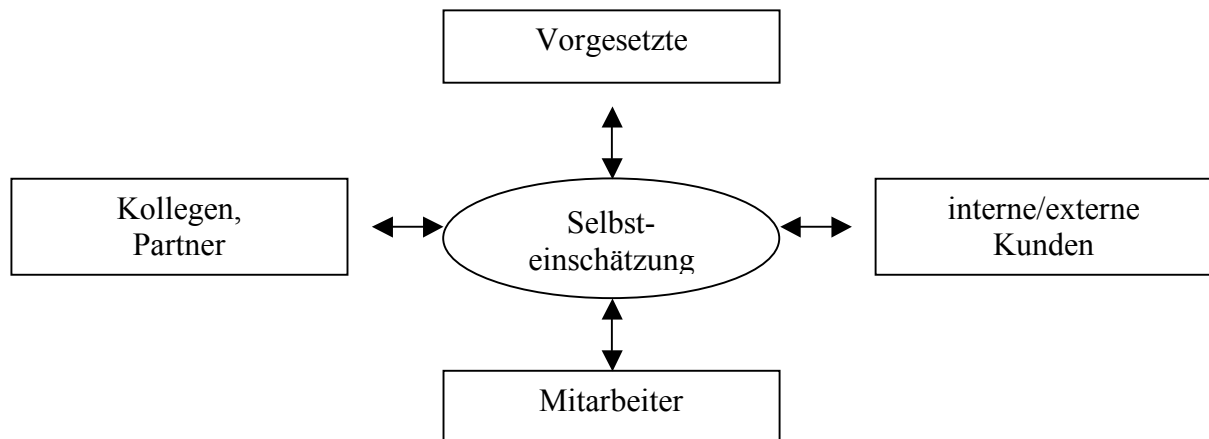 Vorgesetzte
Kollegen,
Partner
Selbst-
einschätzung
interne/externe
Kunden
Mitarbeiter